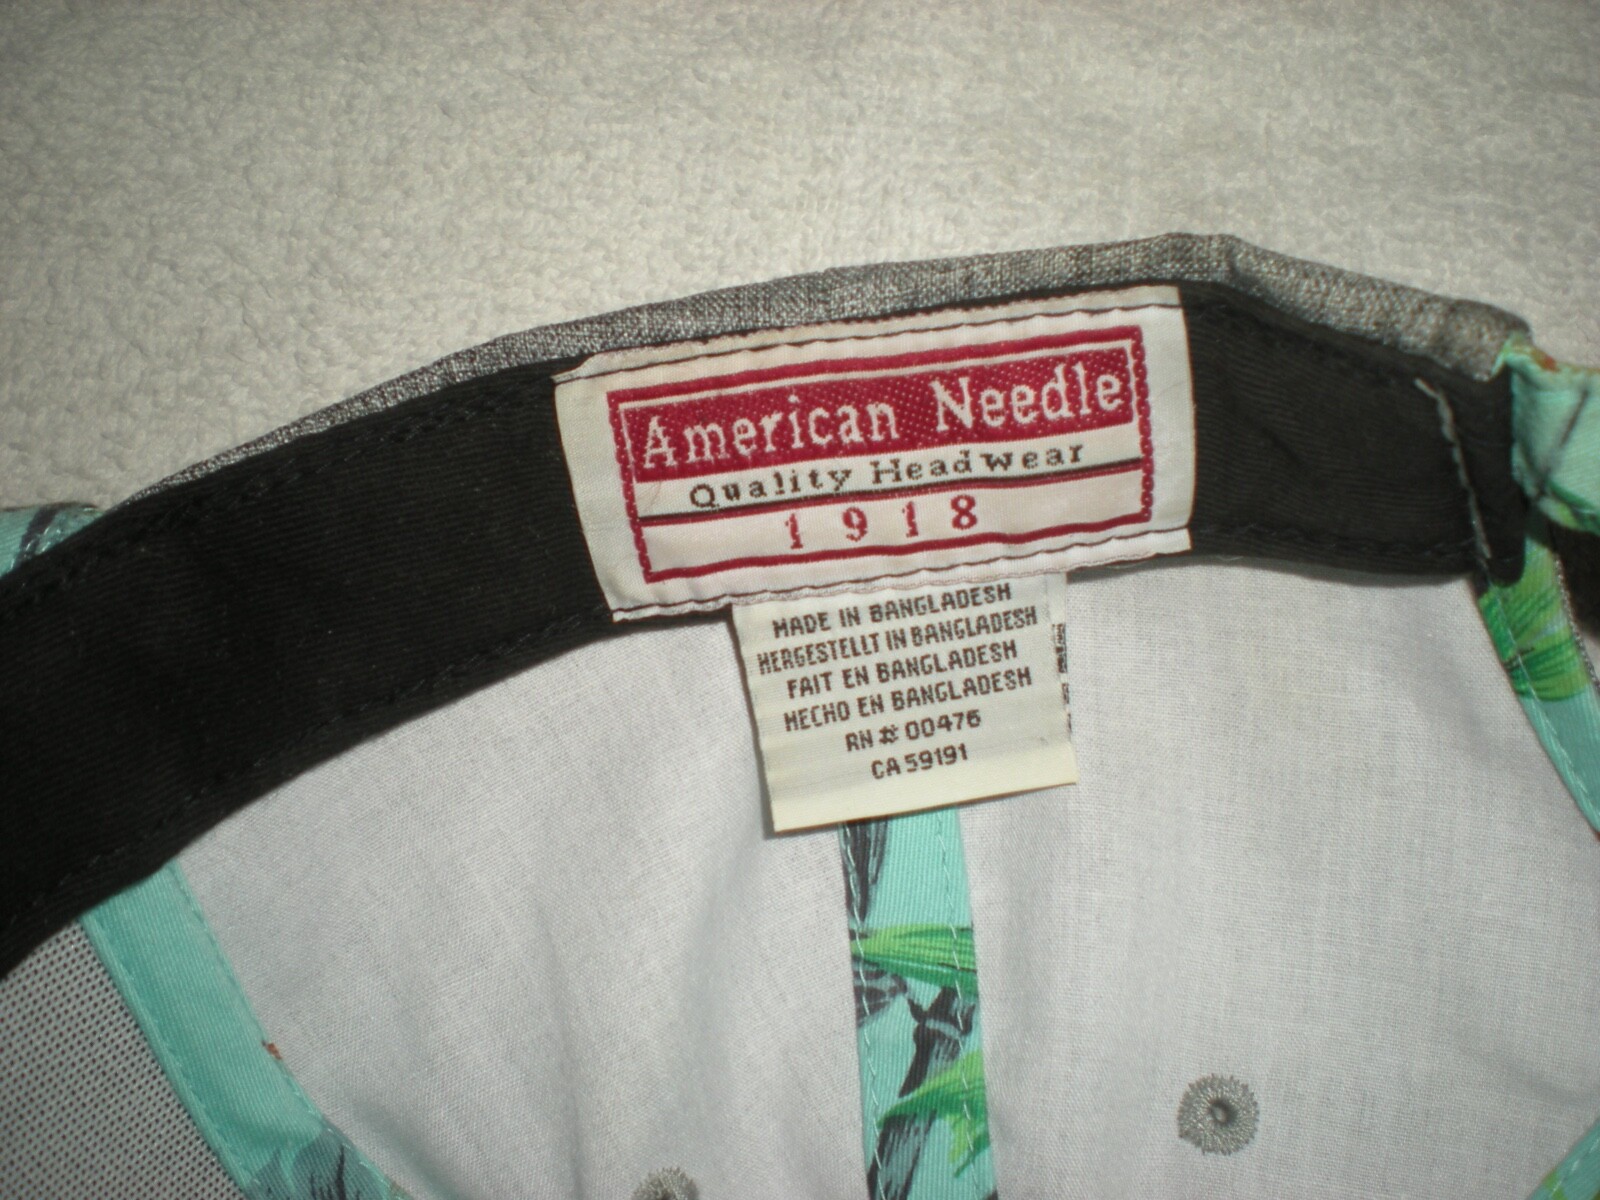 American Needle
Quality Headwear
1918
MADE IN BANGLADESH
HERGESTELLT IN BANGLADESH
FAIT EN BANGLADESH
HECHO EN BANGLADESH
RN # 00476
CA 59191